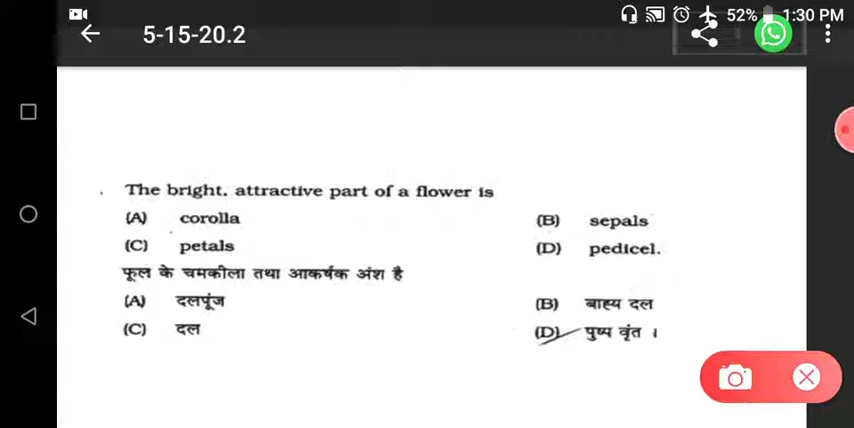 52% 1:30 PM
5-15-20.2
The bright, attractive part of a flower is
(A) corolla (B) sepals
(C) petals (D) pedicel.
फूल के चमकीला तथा आकर्षक अंश है
(A) दलपूंज (B) बाह्य दल
(C) दल (D) पुष्प वृंत ।